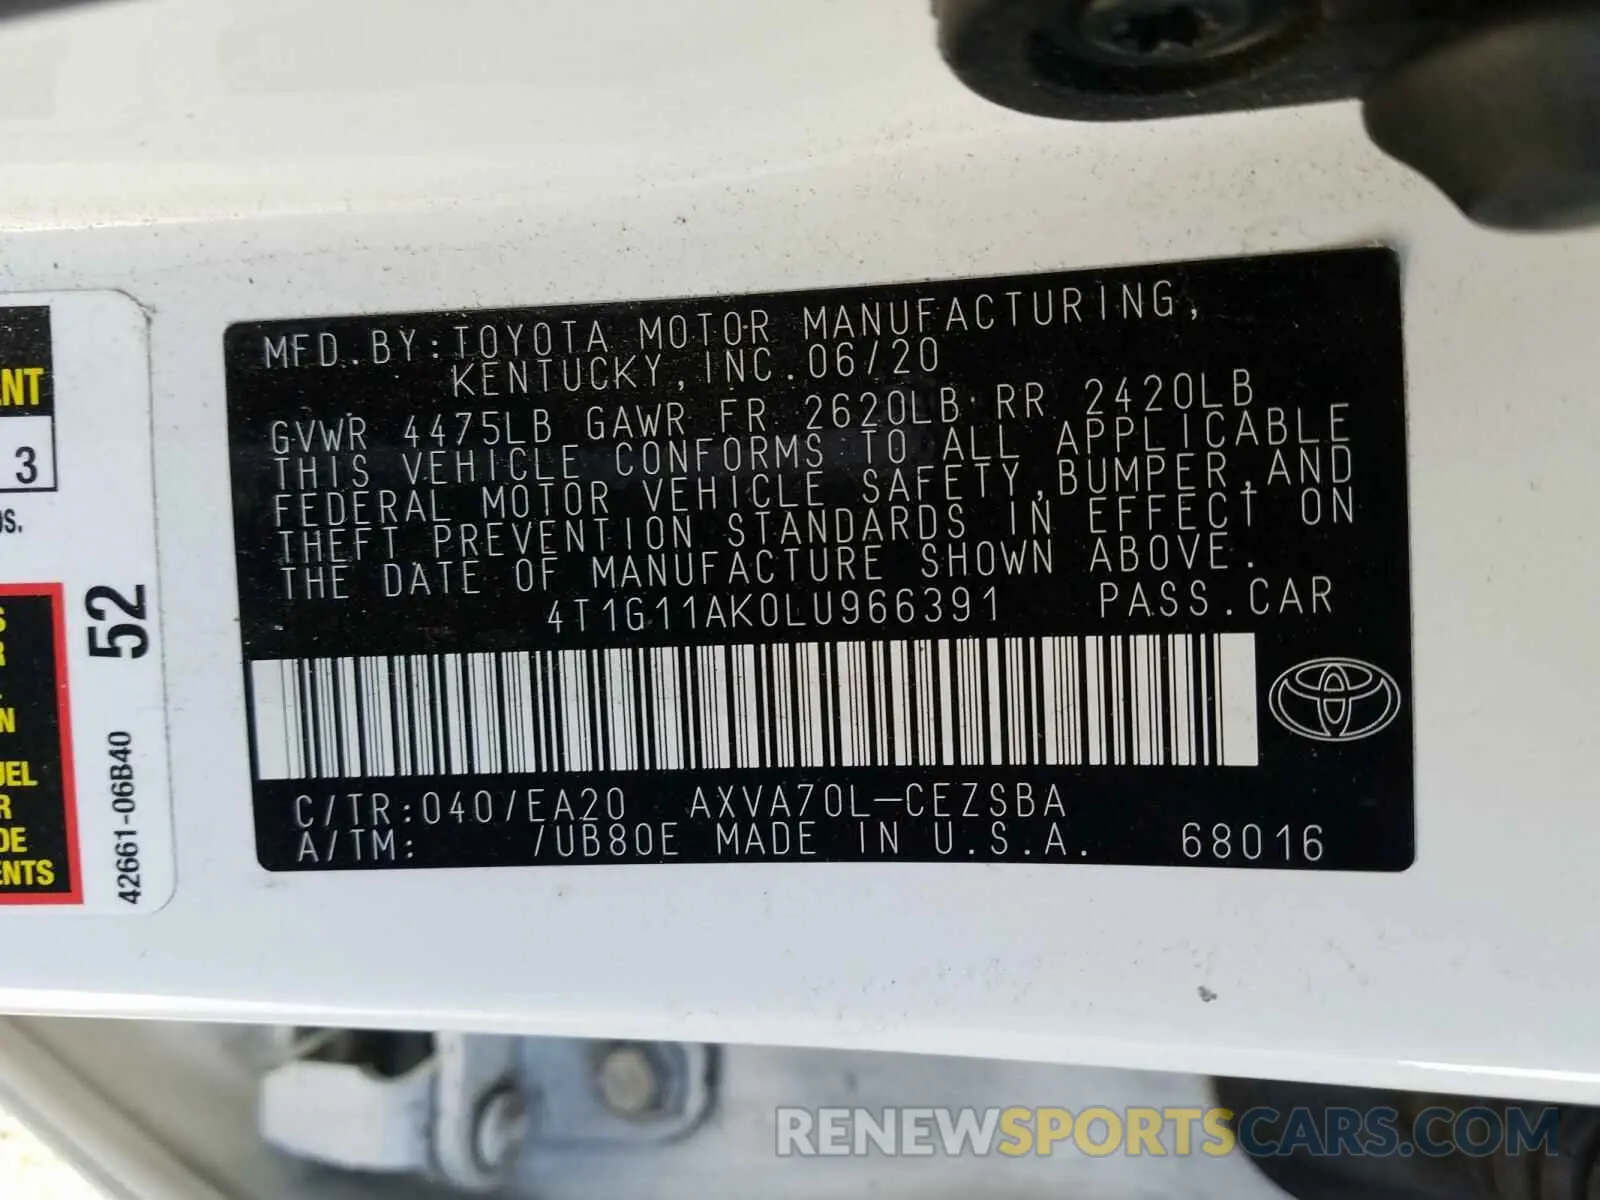 MFD.BY:TOYOTA MOTOR MANUFACTURING,
KENTUCKY,INC.06/20
GVWR 4475LB GAWR FR 2620LB RR 2420LB
THIS VEHICLE CONFORMS TO ALL APPLICABLE
FEDERAL MOTOR VEHICLE SAFETY,BUMPER,AND
THEFT PREVENTION STANDARDS IN EFFECT ON
THE DATE OF MANUFACTURE SHOWN ABOVE.
4T1G11AK0LU966391 PASS.CAR
C/TR:040/EA20 AXVA70L-CEZSBA
A/TM: /UB80E MADE IN U.S.A. 68016
3
52
42661-06B40
RENEWSPORTSCARS.COM